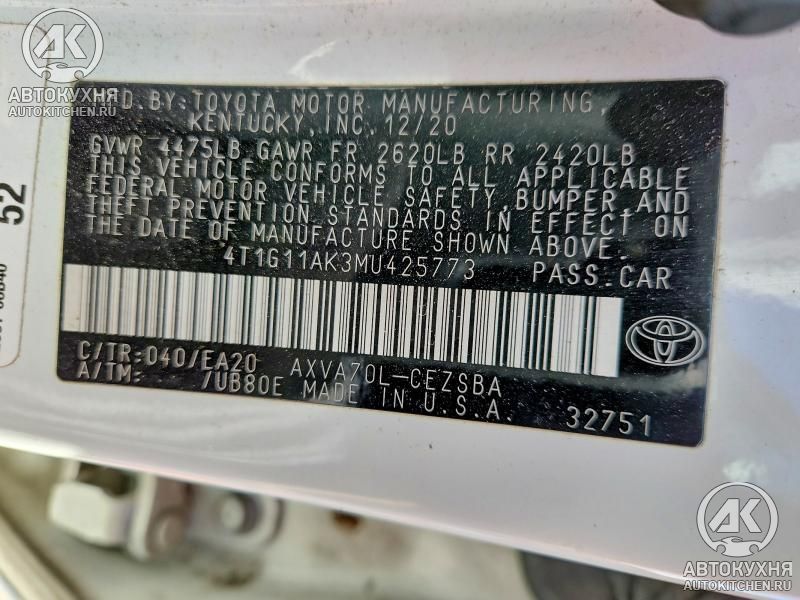 АВТОКУХНЯ
AUTOKITCHEN.RU
АВТОКУХНЯ
AUTOKITCHEN.RU
52
MFD. BY: TOYOTA MOTOR MANUFACTURING,
KENTUCKY, INC. 12/20
GVWR 4475LB GAWR FR 2620LB RR 2420LB
THIS VEHICLE CONFORMS TO ALL APPLICABLE
FEDERAL MOTOR VEHICLE SAFETY, BUMPER, AND
THEFT PREVENTION STANDARDS IN EFFECT ON
THE DATE OF MANUFACTURE SHOWN ABOVE.
4T1G11AK3MU425773 PASS. CAR
C/TR: 040/EA20 AXVA70L-CEZSBA
A/TM: /UB80E MADE IN U.S.A. 32751
АВТОКУХНЯ
AUTOKITCHEN.RU